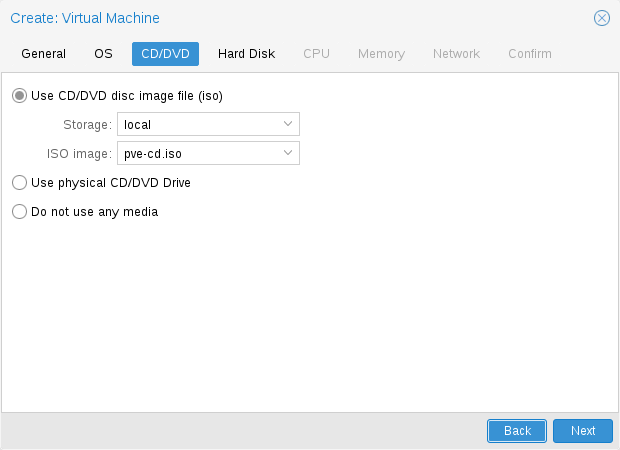 Create: Virtual Machine
General OS CD/DVD Hard Disk CPU Memory Network Confirm
Use CD/DVD disc image file (iso)
Storage: local
ISO image: pve-cd.iso
Use physical CD/DVD Drive
Do not use any media
Back Next